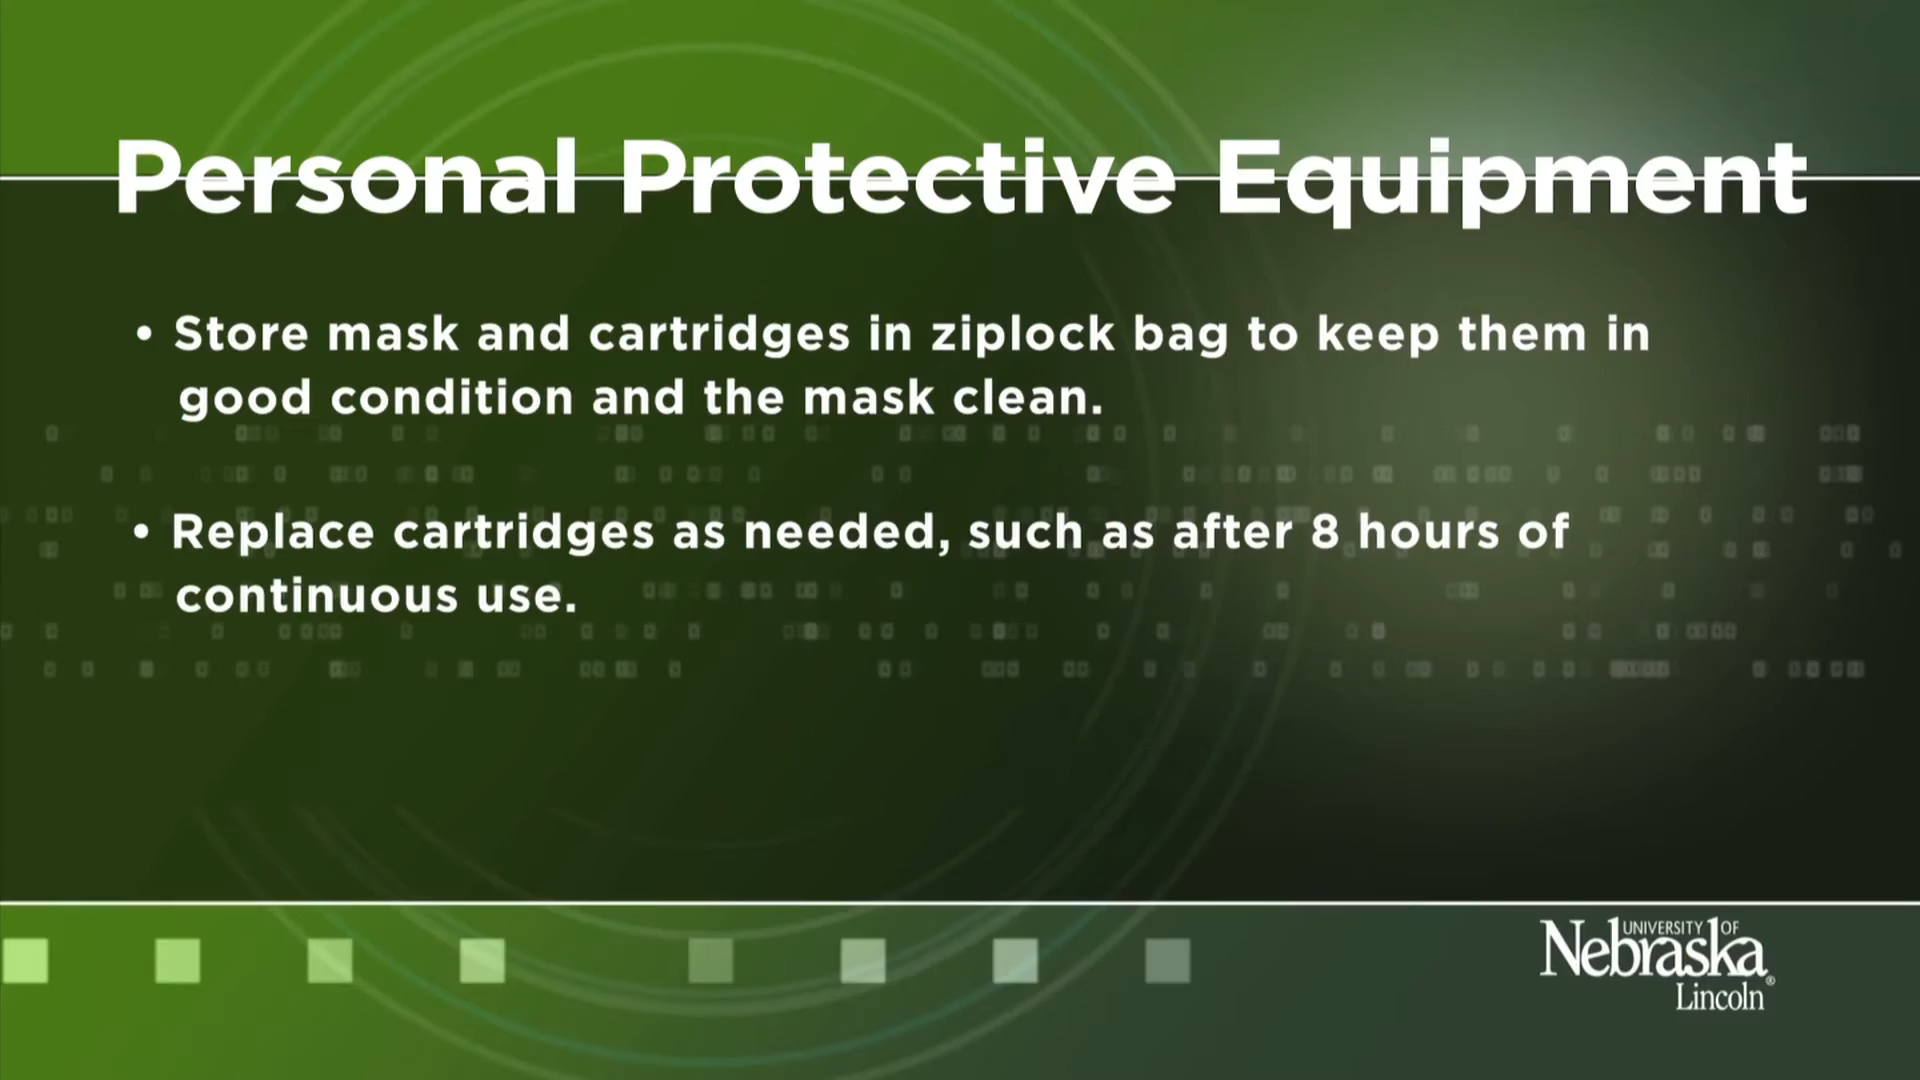 Personal Protective Equipment
• Store mask and cartridges in ziplock bag to keep them in
good condition and the mask clean.
• Replace cartridges as needed, such as after 8 hours of
continuous use.
UNIVERSITY OF
Nebraska®
Lincoln